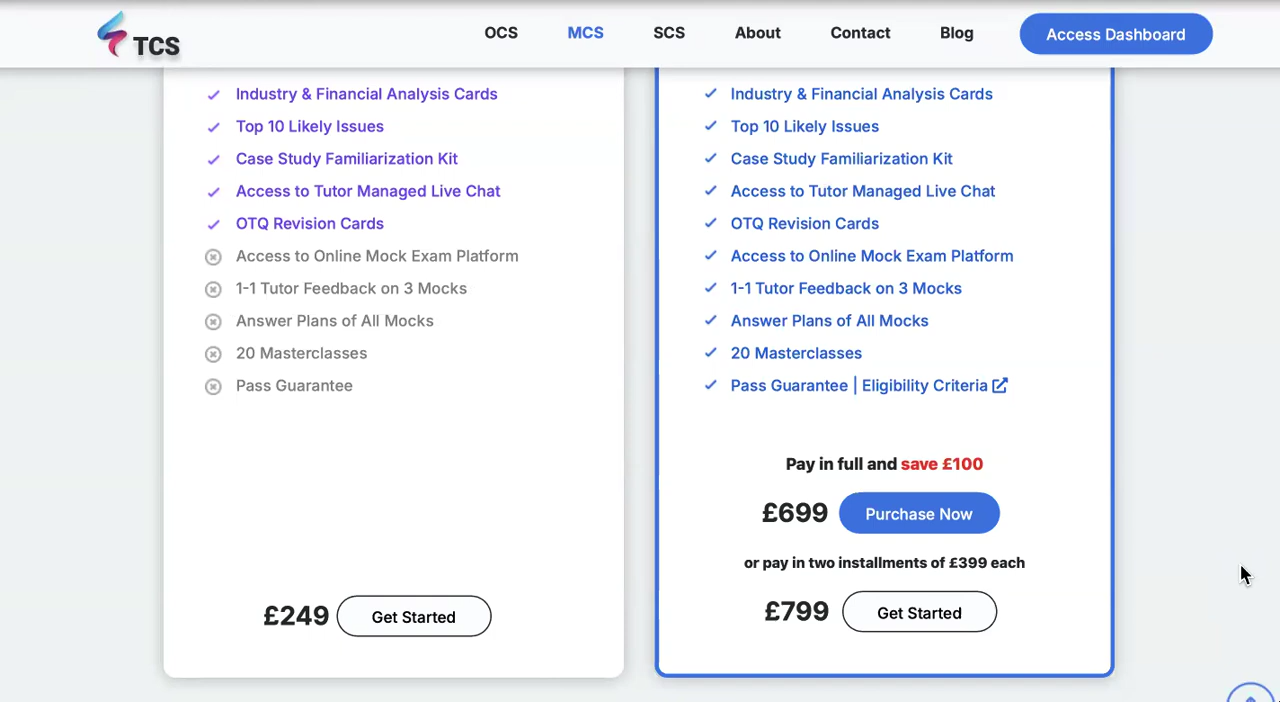 TCS
OCS
MCS
SCS
About
Contact
Blog
Access Dashboard
Industry & Financial Analysis Cards
Top 10 Likely Issues
Case Study Familiarization Kit
Access to Tutor Managed Live Chat
OTQ Revision Cards
Access to Online Mock Exam Platform
1-1 Tutor Feedback on 3 Mocks
Answer Plans of All Mocks
20 Masterclasses
Pass Guarantee
£249 Get Started
Industry & Financial Analysis Cards
Top 10 Likely Issues
Case Study Familiarization Kit
Access to Tutor Managed Live Chat
OTQ Revision Cards
Access to Online Mock Exam Platform
1-1 Tutor Feedback on 3 Mocks
Answer Plans of All Mocks
20 Masterclasses
Pass Guarantee | Eligibility Criteria
Pay in full and save £100
£699 Purchase Now
or pay in two installments of £399 each
£799 Get Started